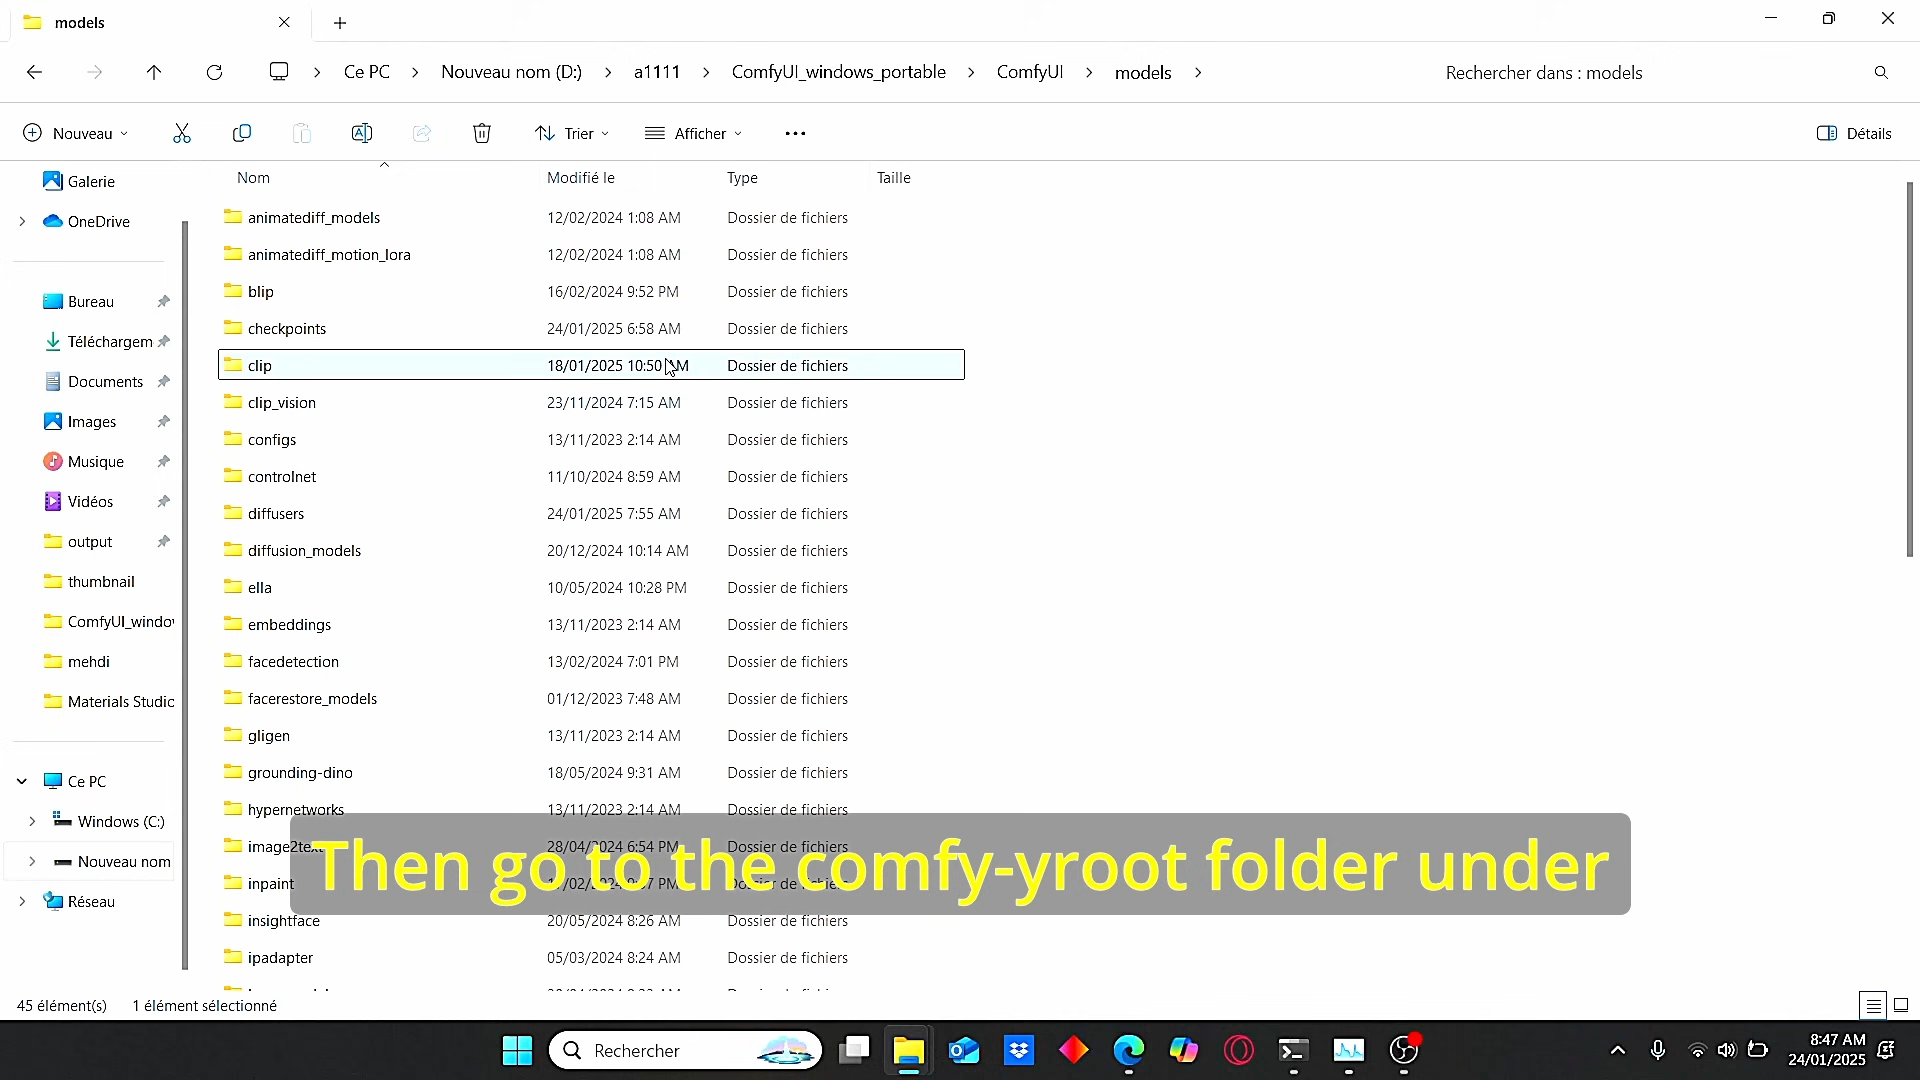 models
Ce PC
Nouveau nom (D:)
a1111
ComfyUI_windows_portable
ComfyUI
models
Rechercher dans : models
Nouveau
Trier
Afficher
Détails
Nom Modifié le Type Taille
Galerie
OneDrive
Bureau
Téléchargem
Documents
Images
Musique
Vidéos
output
thumbnail
ComfyUI_windo
mehdi
Materials Studio
Ce PC
Windows (C:)
Nouveau nom
Réseau
animatediff_models 12/02/2024 1:08 AM Dossier de fichiers
animatediff_motion_lora 12/02/2024 1:08 AM Dossier de fichiers
blip 16/02/2024 9:52 PM Dossier de fichiers
checkpoints 24/01/2025 6:58 AM Dossier de fichiers
clip 18/01/2025 10:50 AM Dossier de fichiers
clip_vision 23/11/2024 7:15 AM Dossier de fichiers
configs 13/11/2023 2:14 AM Dossier de fichiers
controlnet 11/10/2024 8:59 AM Dossier de fichiers
diffusers 24/01/2025 7:55 AM Dossier de fichiers
diffusion_models 20/12/2024 10:14 AM Dossier de fichiers
ella 10/05/2024 10:28 PM Dossier de fichiers
embeddings 13/11/2023 2:14 AM Dossier de fichiers
facedetection 13/02/2024 7:01 PM Dossier de fichiers
facerestore_models 01/12/2023 7:48 AM Dossier de fichiers
gligen 13/11/2023 2:14 AM Dossier de fichiers
grounding-dino 18/05/2024 9:31 AM Dossier de fichiers
hypernetworks 13/11/2023 2:14 AM Dossier de fichiers
image2text 28/04/2024 6:54 PM Dossier de fichiers
Then go to the comfy-yroot folder under
inpaint
insightface 20/05/2024 8:26 AM Dossier de fichiers
ipadapter 05/03/2024 8:24 AM Dossier de fichiers
45 élément(s) 1 élément sélectionné
Rechercher
8:47 AM
24/01/2025